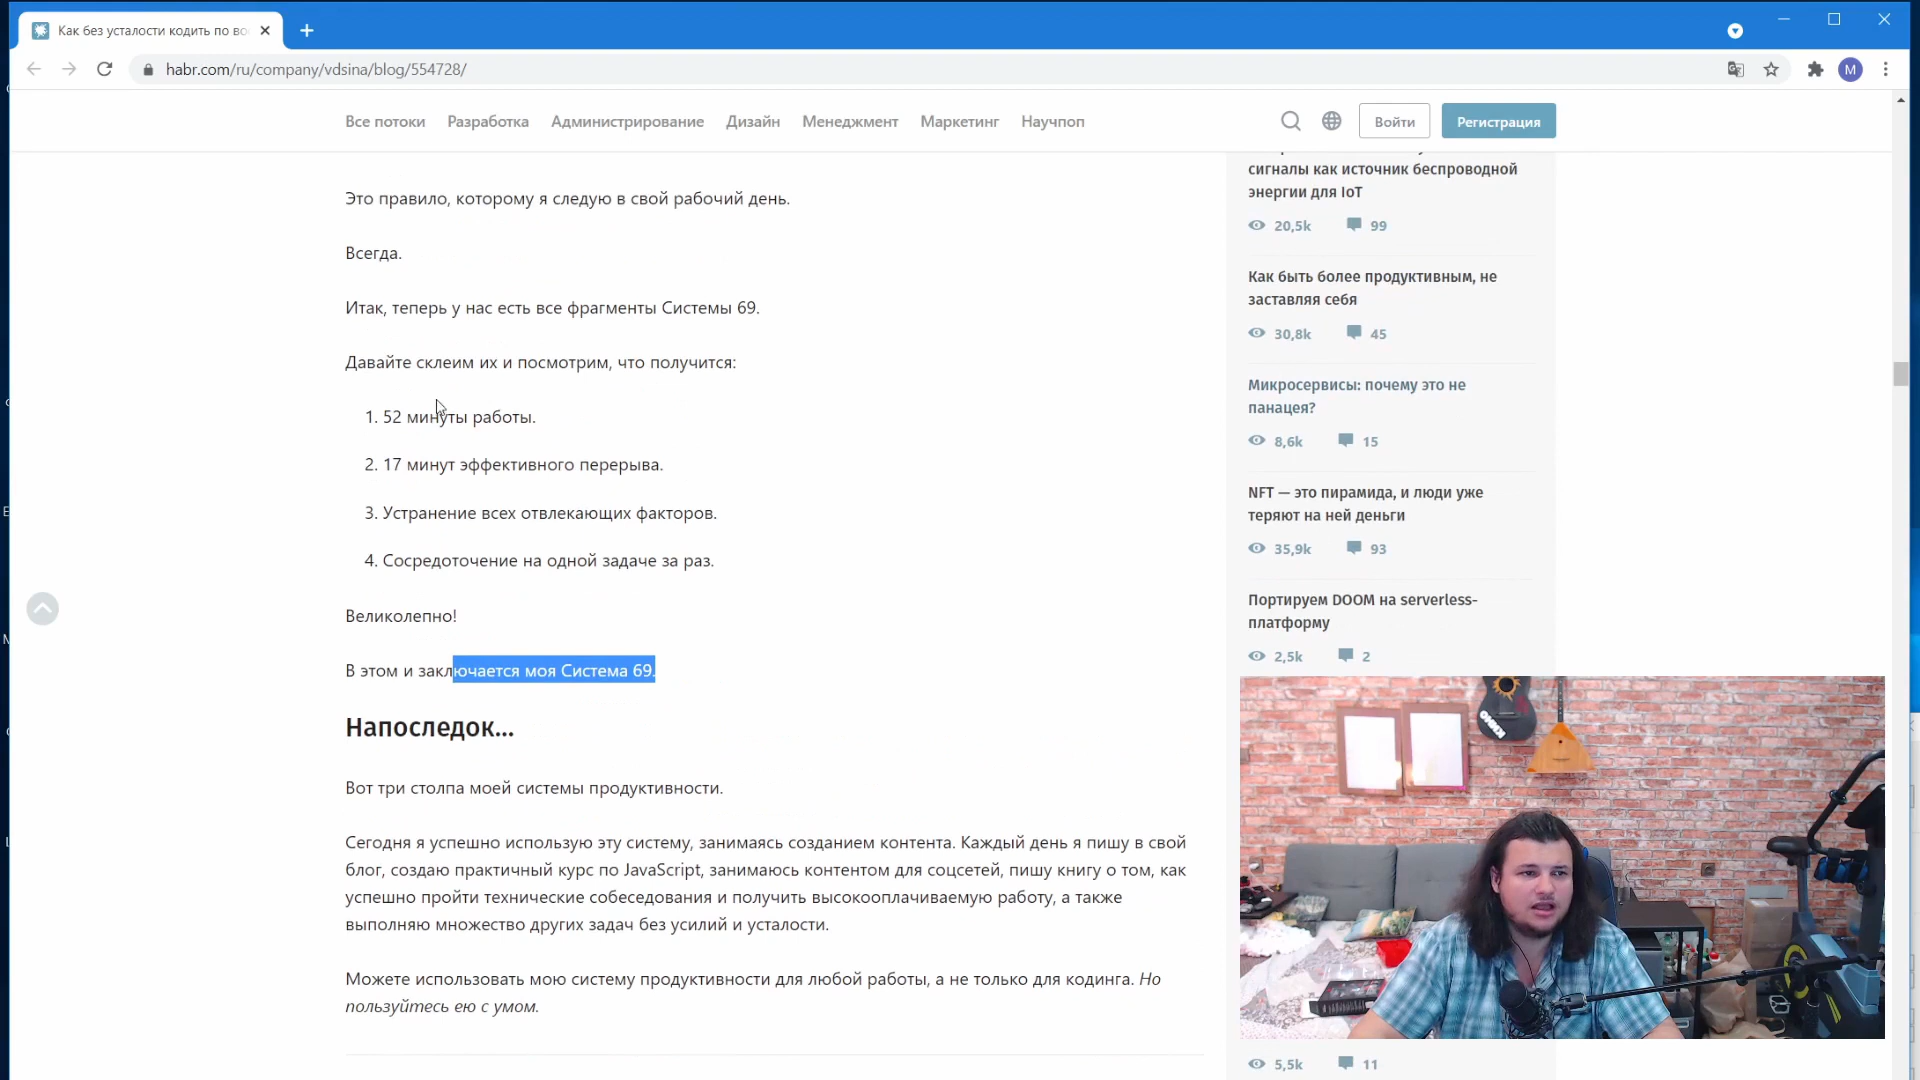 Как без усталости кодить по во
habr.com/ru/company/vdsina/blog/554728/
M
Все потоки Разработка Администрирование Дизайн Менеджмент Маркетинг Научпоп
Войти Регистрация
Это правило, которому я следую в свой рабочий день.
Всегда.
Итак, теперь у нас есть все фрагменты Системы 69.
Давайте склеим их и посмотрим, что получится:
1. 52 минуты работы.
2. 17 минут эффективного перерыва.
3. Устранение всех отвлекающих факторов.
4. Сосредоточение на одной задаче за раз.
Великолепно!
В этом и заключается моя Система 69.
Напоследок...
Вот три столпа моей системы продуктивности.
Сегодня я успешно использую эту систему, занимаясь созданием контента. Каждый день я пишу в свой
блог, создаю практичный курс по JavaScript, занимаюсь контентом для соцсетей, пишу книгу о том, как
успешно пройти технические собеседования и получить высокооплачиваемую работу, а также
выполняю множество других задач без усилий и усталости.
Можете использовать мою систему продуктивности для любой работы, а не только для кодинга. Но
пользуйтесь ею с умом.
сигналы как источник беспроводной
энергии для IoT
20,5k 99
Как быть более продуктивным, не
заставляя себя
30,8k 45
Микросервисы: почему это не
панацея?
8,6k 15
NFT — это пирамида, и люди уже
теряют на ней деньги
35,9k 93
Портируем DOOM на serverless-
платформу
2,5k 2
КИНО
5,5k 11